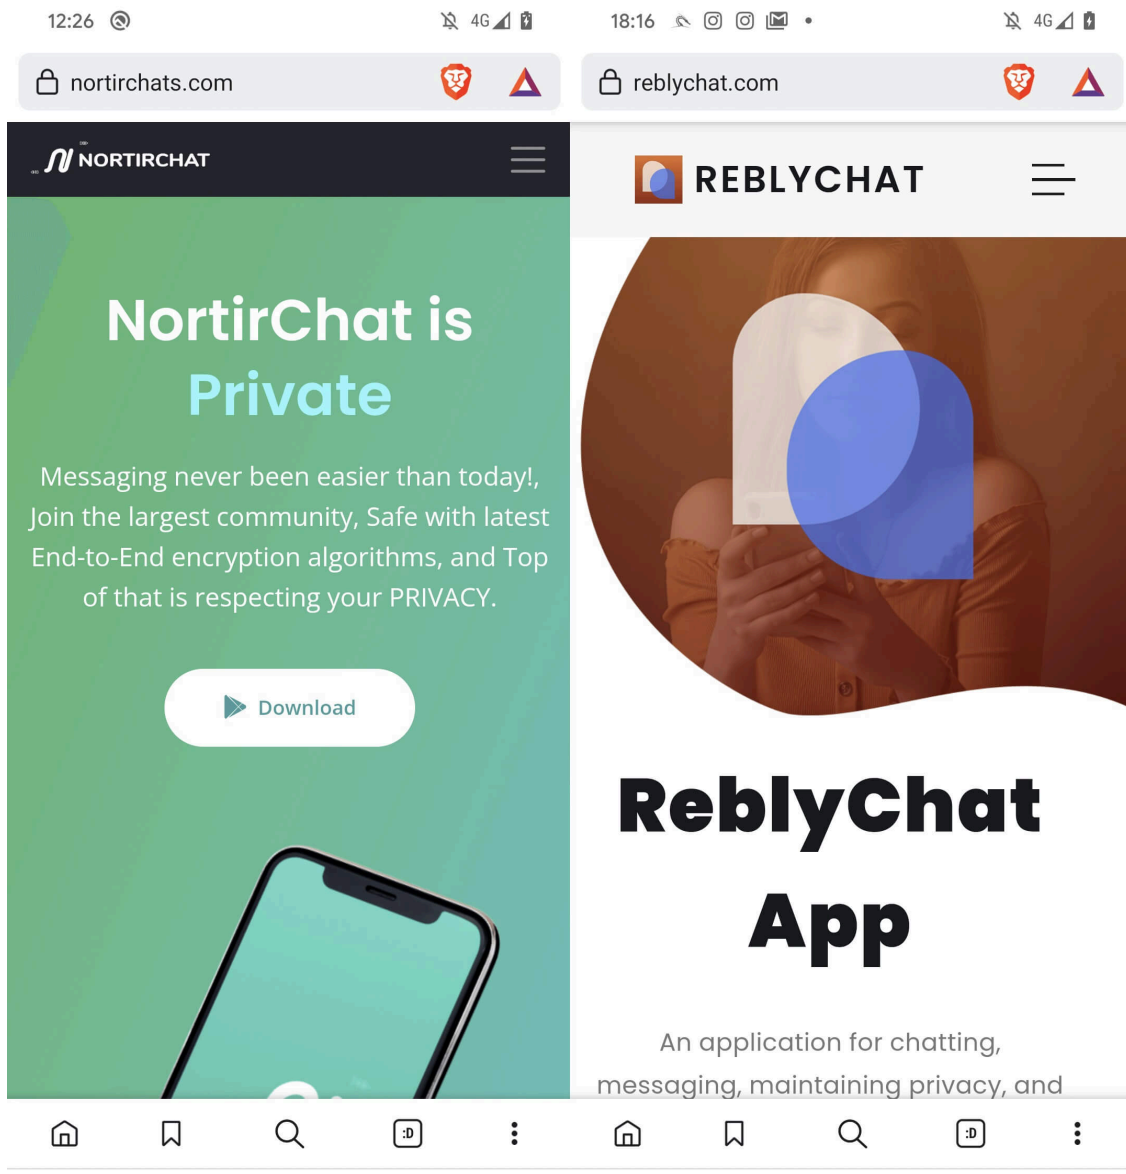 12:26
4G
nortirchats.com
NORTIRCHAT
NortirChat is
Private
Messaging never been easier than today!,
Join the largest community, Safe with latest
End-to-End encryption algorithms, and Top
of that is respecting your PRIVACY.
Download
:D
18:16
4G
reblychat.com
REBLYCHAT
ReblyChat
App
An application for chatting,
messaging, maintaining privacy, and
:D